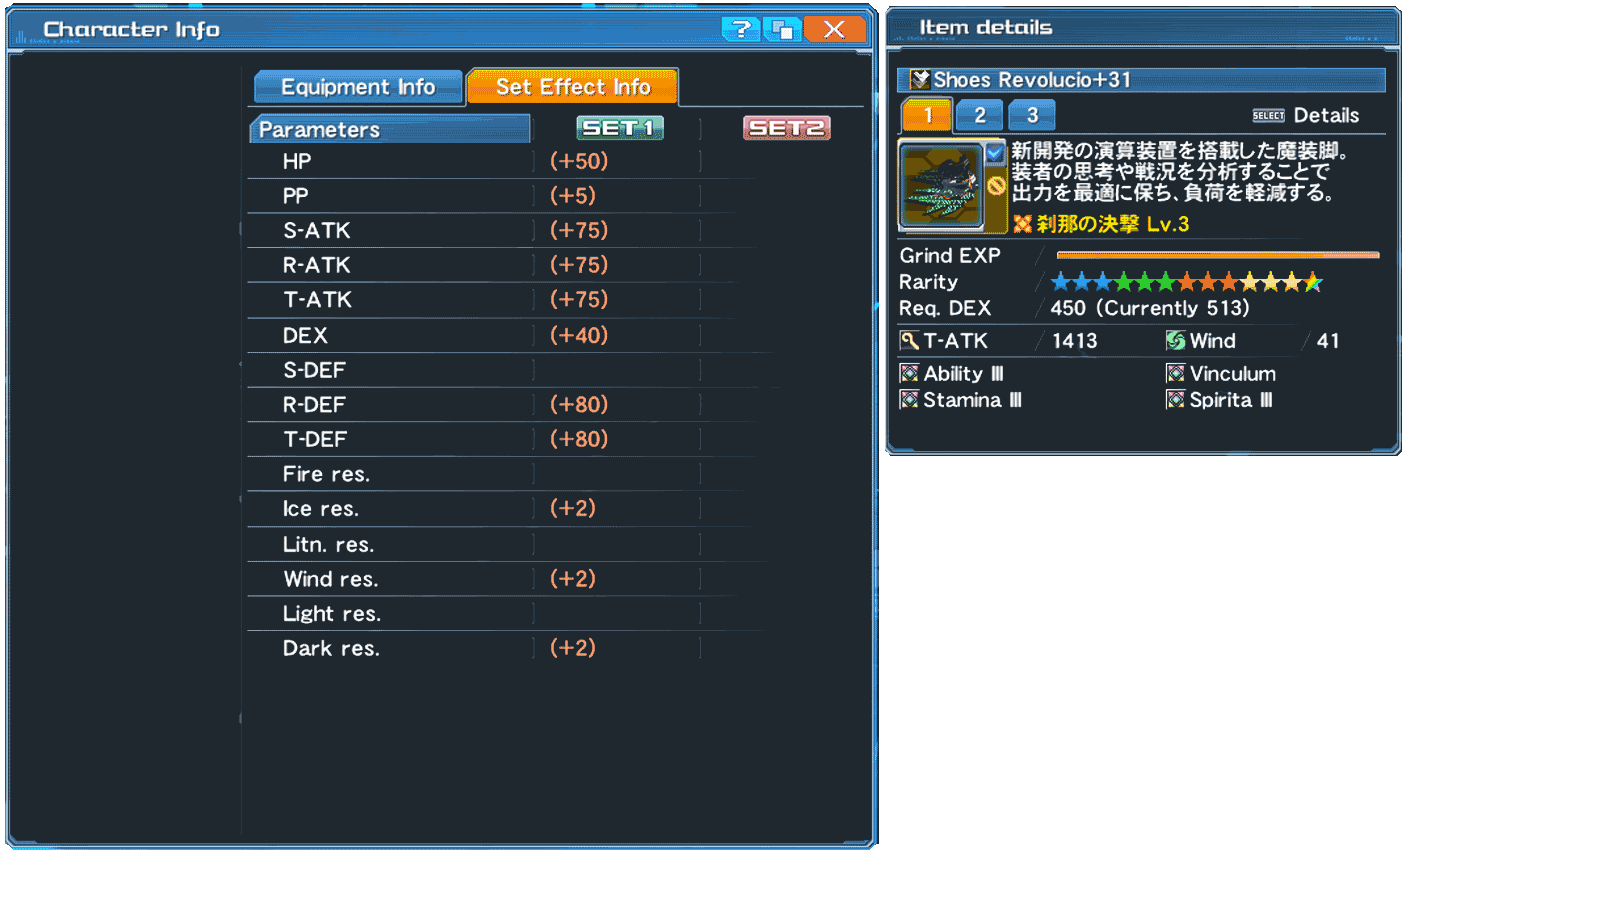 Character Info
?
Equipment Info
Set Effect Info
Parameters SET1 SET2
HP (+50)
PP (+5)
S-ATK (+75)
R-ATK (+75)
T-ATK (+75)
DEX (+40)
S-DEF
R-DEF (+80)
T-DEF (+80)
Fire res.
Ice res. (+2)
Litn. res.
Wind res. (+2)
Light res.
Dark res. (+2)
Item details
Shoes Revolucio+31
1 2 3 SELECT Details
新開発の演算装置を搭載した魔装脚。
装者の思考や戦況を分析することで
出力を最適に保ち、負荷を軽減する。
刹那の決撃 Lv.3
Grind EXP
Rarity
Req. DEX 450 (Currently 513)
T-ATK 1413 Wind 41
Ability Ⅲ Vinculum
Stamina Ⅲ Spirita Ⅲ